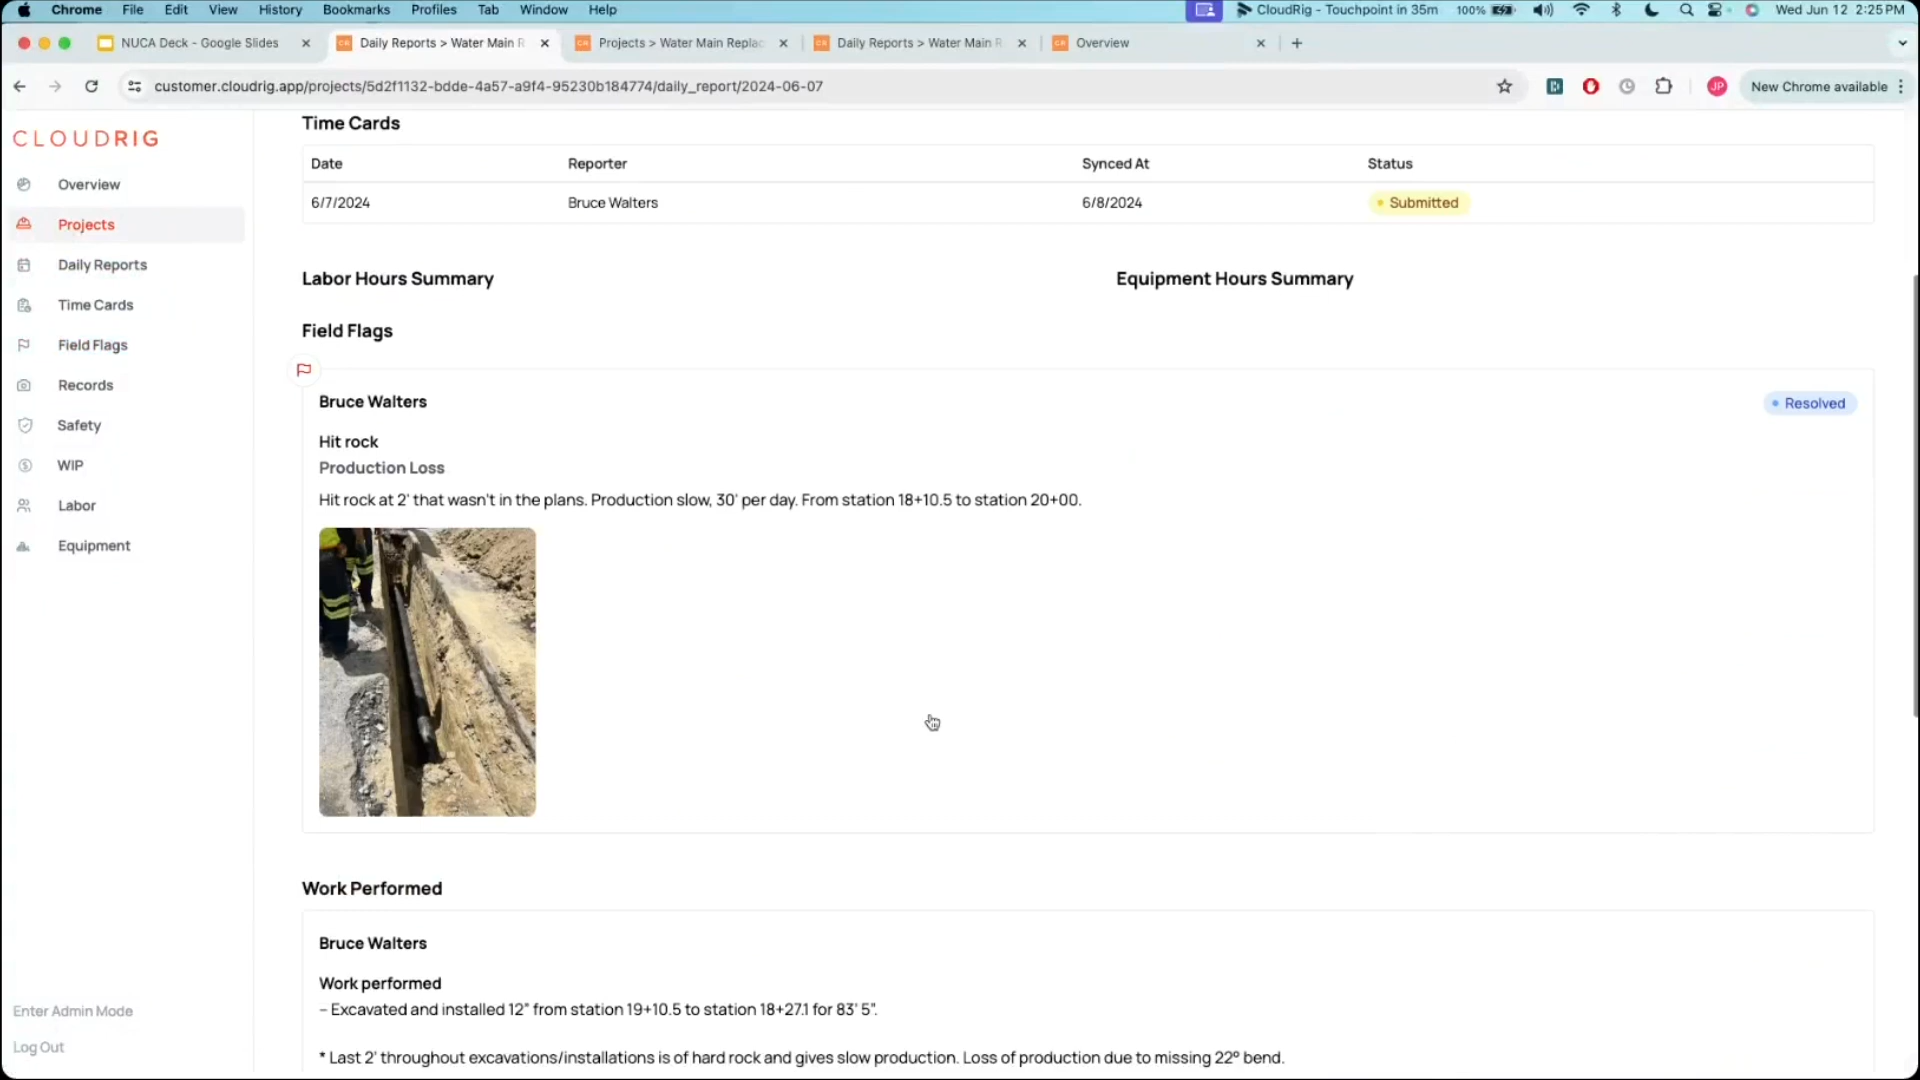 Chrome File Edit View History Bookmarks Profiles Tab Window Help CloudRig - Touchpoint in 35m 100% Wed Jun 12 2:25 PM
NUCA Deck - Google Slides Daily Reports > Water Main R Projects > Water Main Replac Daily Reports > Water Main R Overview
customer.cloudrig.app/projects/5d2f1132-bdde-4a57-a9f4-95230b184774/daily_report/2024-06-07 JP New Chrome available
CLOUDRIG
Overview
Projects
Daily Reports
Time Cards
Field Flags
Records
Safety
WIP
Labor
Equipment
Enter Admin Mode
Log Out
Time Cards
Date Reporter Synced At Status
6/7/2024 Bruce Walters 6/8/2024 Submitted
Labor Hours Summary Equipment Hours Summary
Field Flags
Bruce Walters Resolved
Hit rock
Production Loss
Hit rock at 2' that wasn't in the plans. Production slow, 30' per day. From station 18+10.5 to station 20+00.
Work Performed
Bruce Walters
Work performed
– Excavated and installed 12" from station 19+10.5 to station 18+27.1 for 83' 5".
* Last 2' throughout excavations/installations is of hard rock and gives slow production. Loss of production due to missing 22º bend.